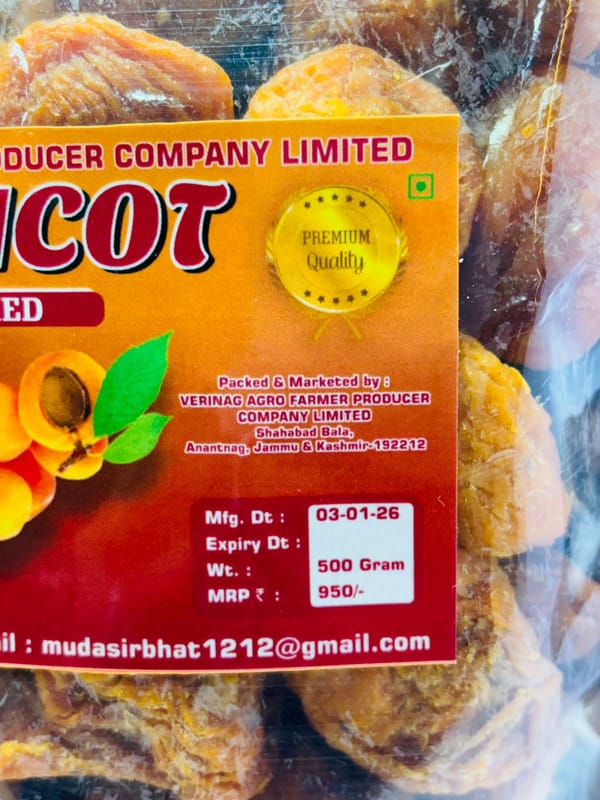 ODUCER COMPANY LIMITED
ICOT
PREMIUM
Quality
ED
Packed & Marketed by :
VERINAG AGRO FARMER PRODUCER
COMPANY LIMITED
Shahabad Bala,
Anantnag, Jammu & Kashmir-192212
Mfg. Dt : 03-01-26
Expiry Dt :
Wt. : 500 Gram
MRP ₹ : 950/-
il : mudasirbhat1212@gmail.com